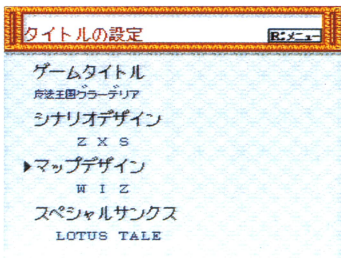 タイトルの設定
R:メニュー
ゲームタイトル
魔法王国グラーデリア
シナリオデザイン
Z X S
▶マップデザイン
W I Z
スペシャルサンクス
LOTUS TALE